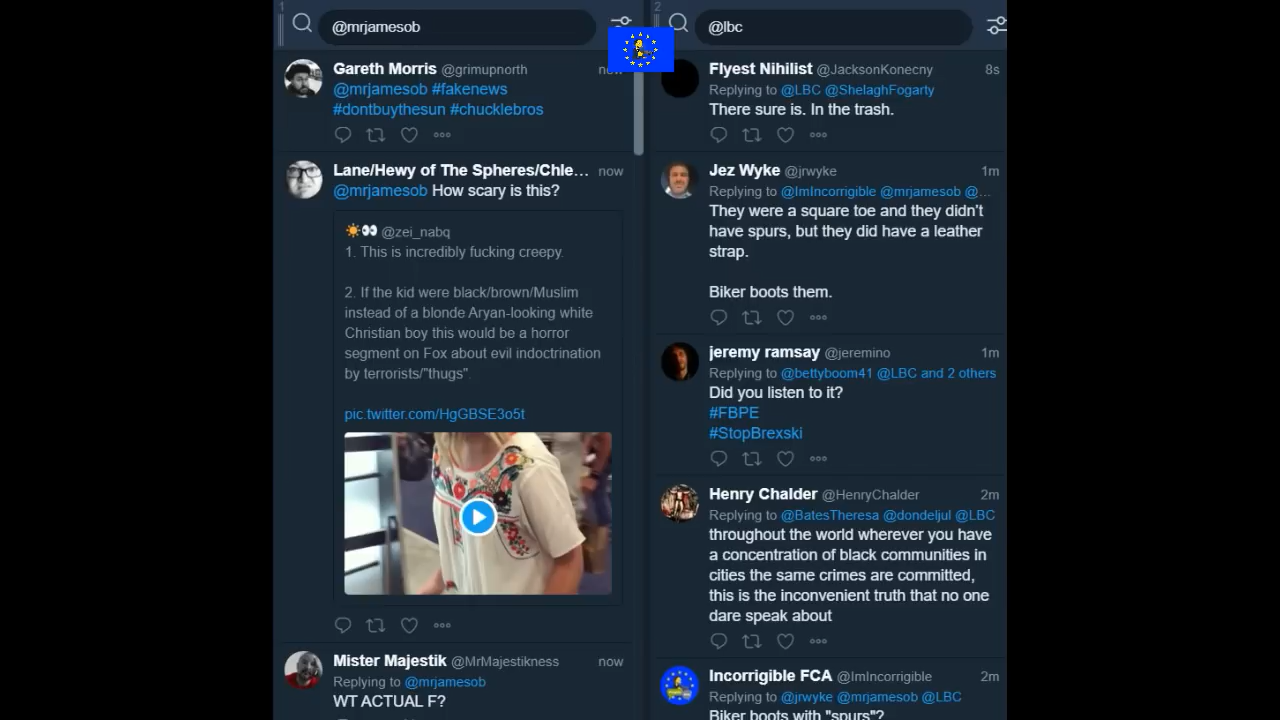 1
@mrjamesob
Gareth Morris @grimupnorth now
@mrjamesob #fakenews
#dontbuythesun #chucklebros
Lane/Hewy of The Spheres/Chle... now
@mrjamesob How scary is this?
☀👀 @zei_nabq
1. This is incredibly fucking creepy.
2. If the kid were black/brown/Muslim
instead of a blonde Aryan-looking white
Christian boy this would be a horror
segment on Fox about evil indoctrination
by terrorists/"thugs".
pic.twitter.com/HgGBSE3o5t
Mister Majestik @MrMajestikness now
Replying to @mrjamesob
WT ACTUAL F?
2
@lbc
Flyest Nihilist @JacksonKonecny 8s
Replying to @LBC @ShelaghFogarty
There sure is. In the trash.
Jez Wyke @jrwyke 1m
Replying to @ImIncorrigible @mrjamesob @...
They were a square toe and they didn't
have spurs, but they did have a leather
strap.
Biker boots them.
jeremy ramsay @jeremino 1m
Replying to @bettyboom41 @LBC and 2 others
Did you listen to it?
#FBPE
#StopBrexski
Henry Chalder @HenryChalder 2m
Replying to @BatesTheresa @dondeljul @LBC
throughout the world wherever you have
a concentration of black communities in
cities the same crimes are committed,
this is the inconvenient truth that no one
dare speak about
Incorrigible FCA @ImIncorrigible 2m
Replying to @jrwyke @mrjamesob @LBC
Biker boots with "spurs"?